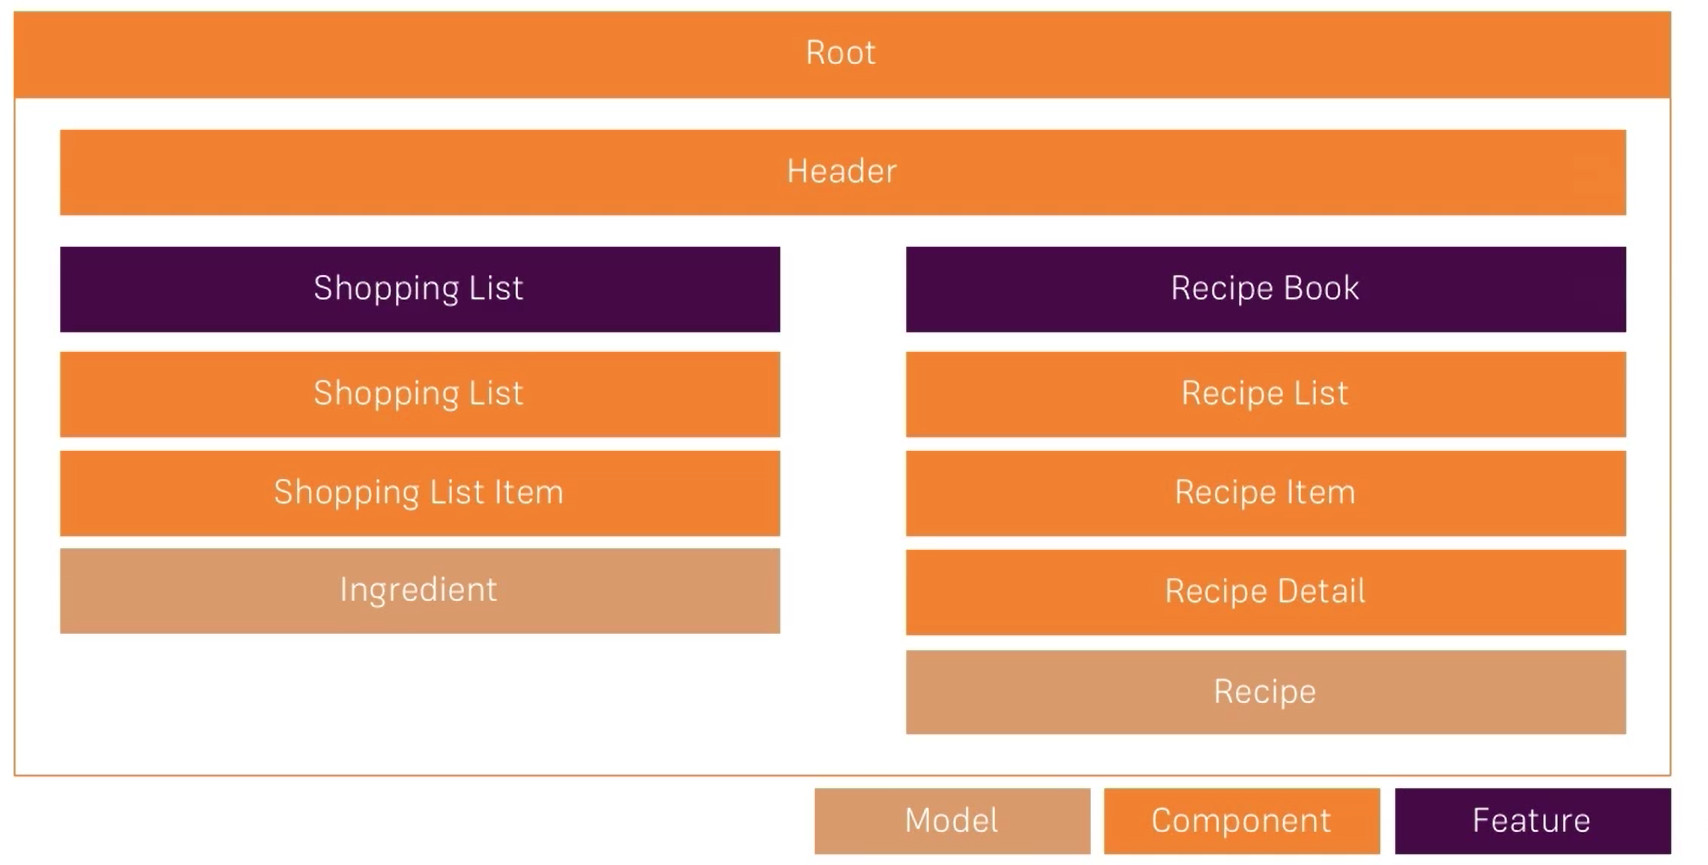 Root
Header
Shopping List
Shopping List
Shopping List Item
Ingredient
Recipe Book
Recipe List
Recipe Item
Recipe Detail
Recipe
Model
Component
Feature